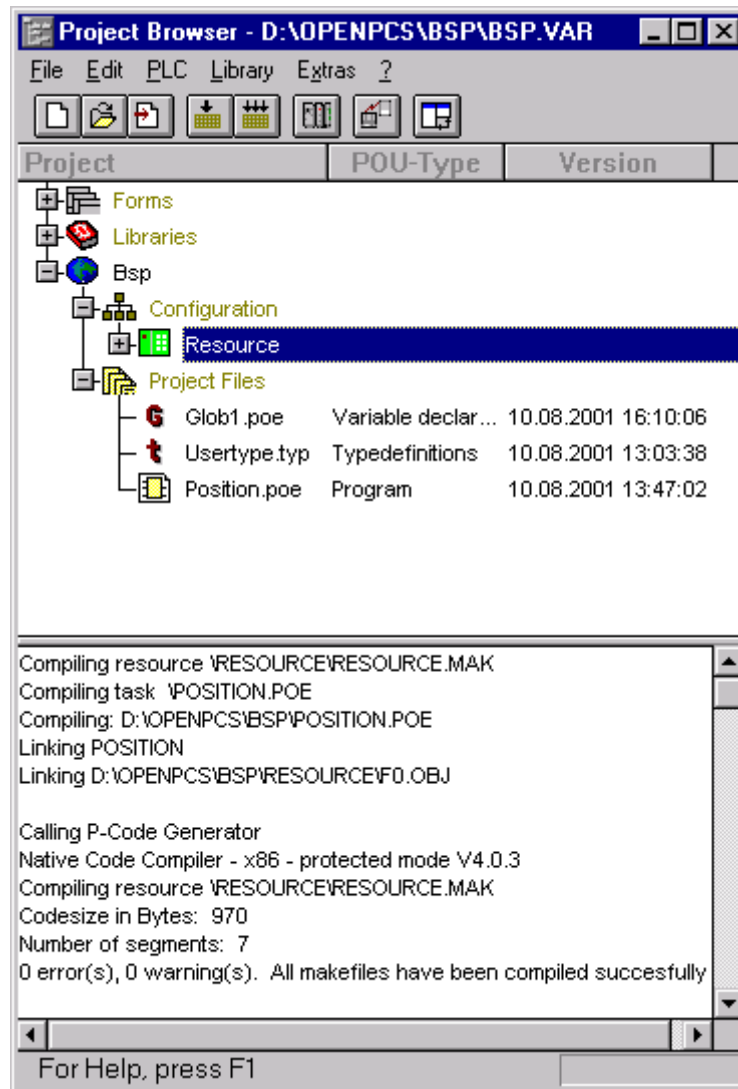 Project Browser - D:\OPENPCS\BSP\BSP.VAR
File Edit PLC Library Extras ?
Project POU-Type Version
Forms
Libraries
Bsp
Configuration
Resource
Project Files
G Glob1.poe Variable declar... 10.08.2001 16:10:06
t Usertype.typ Typedefinitions 10.08.2001 13:03:38
Position.poe Program 10.08.2001 13:47:02
Compiling resource \RESOURCE\RESOURCE.MAK
Compiling task \POSITION.POE
Compiling: D:\OPENPCS\BSP\POSITION.POE
Linking POSITION
Linking D:\OPENPCS\BSP\RESOURCE\F0.OBJ
Calling P-Code Generator
Native Code Compiler - x86 - protected mode V4.0.3
Compiling resource \RESOURCE\RESOURCE.MAK
Codesize in Bytes: 970
Number of segments: 7
0 error(s), 0 warning(s). All makefiles have been compiled succesfully
For Help, press F1